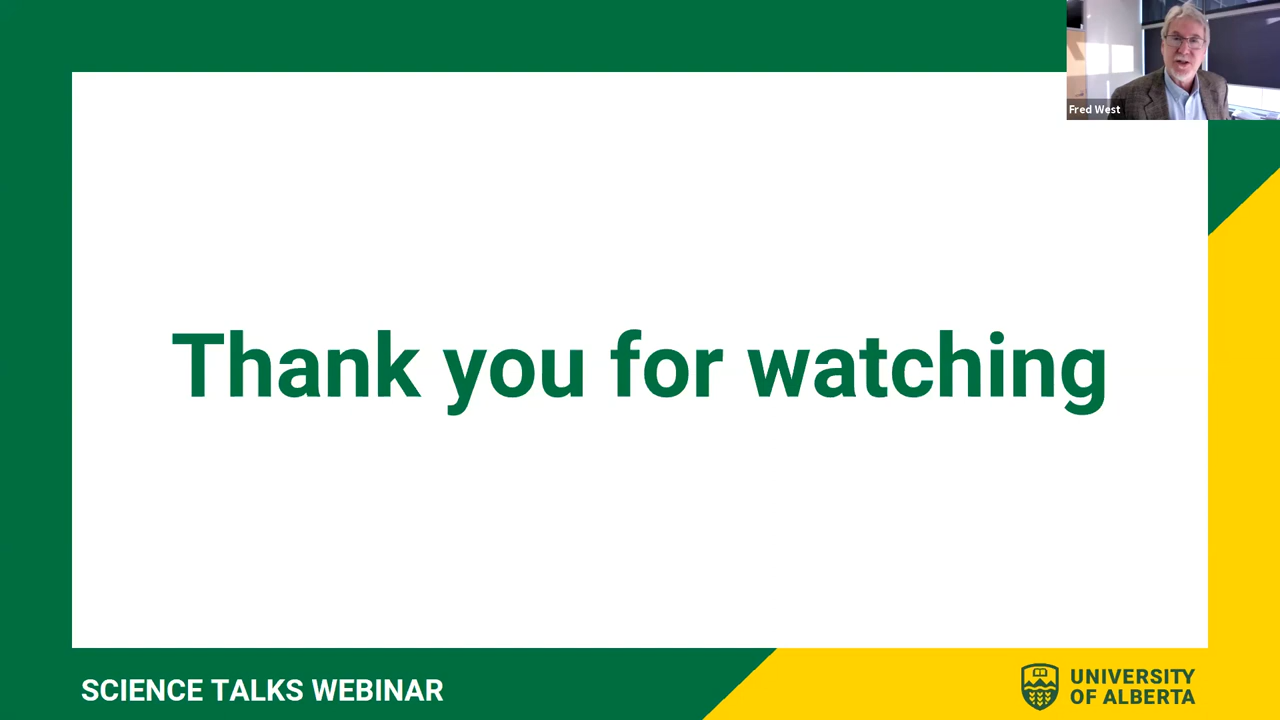 Fred West
Thank you for watching
SCIENCE TALKS WEBINAR
UNIVERSITY
OF ALBERTA